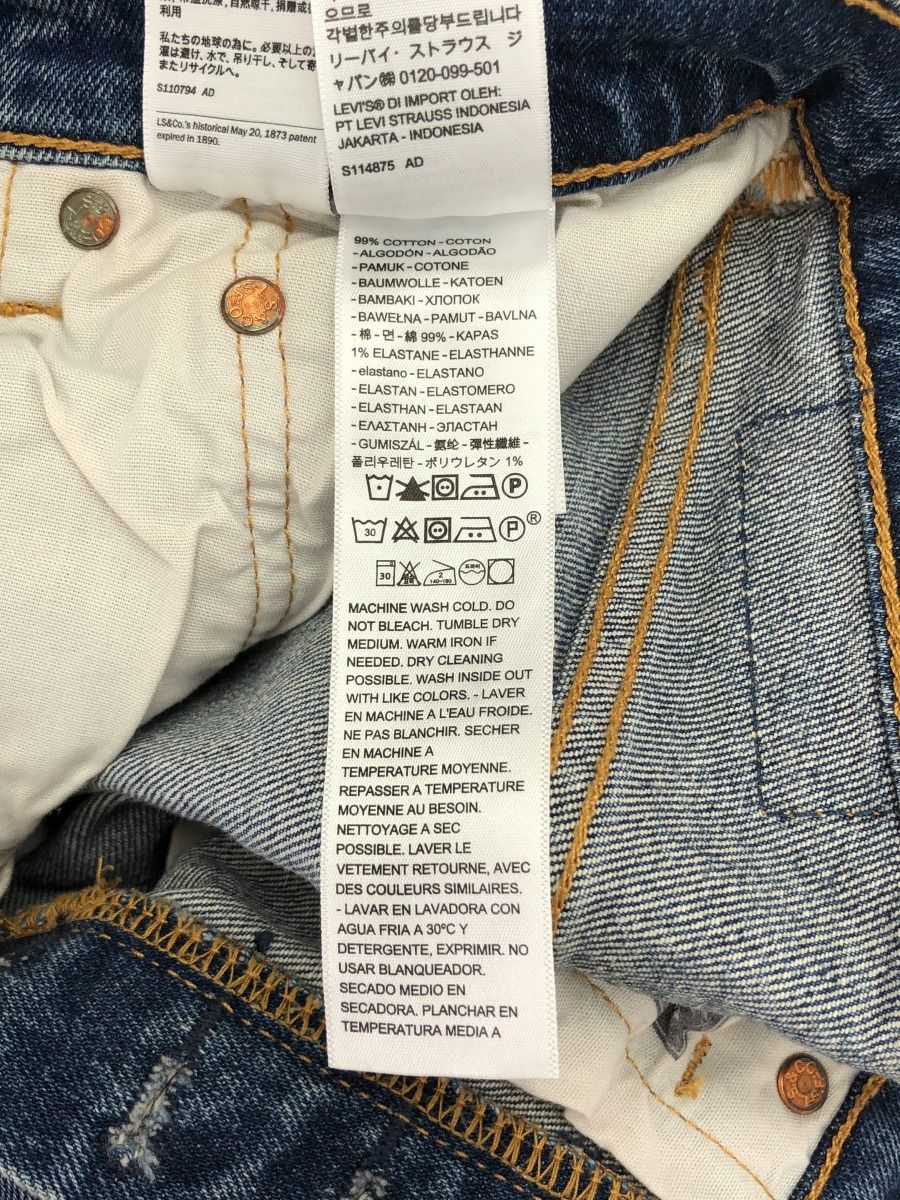 利用
私たちの地球の為に。必要以上の
濯は避け、水で、吊り干し、そして寄
またリサイクルへ。
S110794 AD
LS&Co.'s historical May 20, 1873 patent
expired in 1890.
으므로
각별한주의를당부드립니다
リーバイ・ストラウス ジ
ャパン㈱ 0120-099-501
LEVI'S® DI IMPORT OLEH:
PT LEVI STRAUSS INDONESIA
JAKARTA - INDONESIA
S114875 AD
99% COTTON - COTON
- ALGODÓN - ALGODÃO
- PAMUK - COTONE
- BAUMWOLLE - KATOEN
- BAMBAKI - ХЛОПОК
- BAWEŁNA - PAMUT - BAVLNA
- 棉 - 면 - 綿 99% - KAPAS
1% ELASTANE - ELASTHANNE
- elastano - ELASTANO
- ELASTAN - ELASTOMERO
- ELASTHAN - ELASTAAN
- ΕΛΑΣΤΑΝΗ - ЭЛАСТАН
- GUMISZÁL - 氨纶 - 彈性纖維 -
폴리우레탄 - ポリウレタン 1%
P
30 P ®
30 2 140-160 드라이
MACHINE WASH COLD. DO
NOT BLEACH. TUMBLE DRY
MEDIUM. WARM IRON IF
NEEDED. DRY CLEANING
POSSIBLE. WASH INSIDE OUT
WITH LIKE COLORS. - LAVER
EN MACHINE A L'EAU FROIDE.
NE PAS BLANCHIR. SECHER
EN MACHINE A
TEMPERATURE MOYENNE.
REPASSER A TEMPERATURE
MOYENNE AU BESOIN.
NETTOYAGE A SEC
POSSIBLE. LAVER LE
VETEMENT RETOURNE, AVEC
DES COULEURS SIMILAIRES.
- LAVAR EN LAVADORA CON
AGUA FRIA A 30ºC Y
DETERGENTE, EXPRIMIR. NO
USAR BLANQUEADOR.
SECADO MEDIO EN
SECADORA. PLANCHAR EN
TEMPERATURA MEDIA A